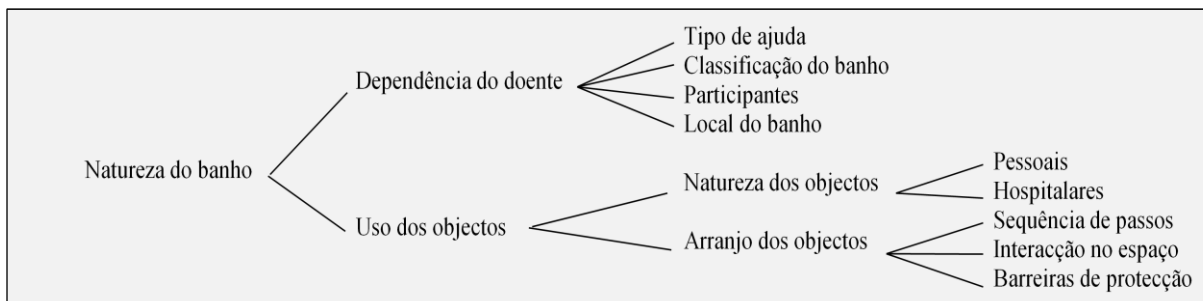 Tipo de ajuda
Classificação do banho
Dependência do doente
Participantes
Local do banho
Natureza do banho
Pessoais
Natureza dos objectos
Hospitalares
Uso dos objectos
Sequência de passos
Arranjo dos objectos
Interacção no espaço
Barreiras de protecção